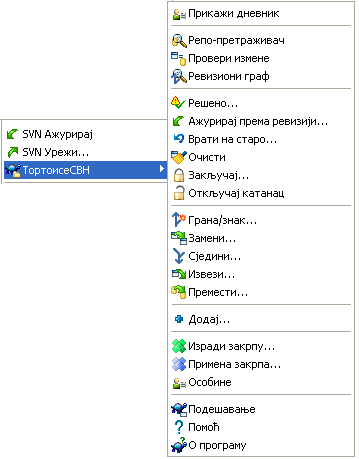 SVN Ажурирај
SVN Урежи...
ТортоисеСВН
Прикажи дневник
Репо-претраживач
Провери измене
Ревизиони граф
Решено...
Ажурирај према ревизији...
Врати на старо...
Очисти
Закључај...
Откључај катанац
Грана/знак...
Замени...
Сједини...
Извези...
Премести...
Додај...
Изради закрпу...
Примена закрпа...
Особине
Подешавање
Помоћ
О програму